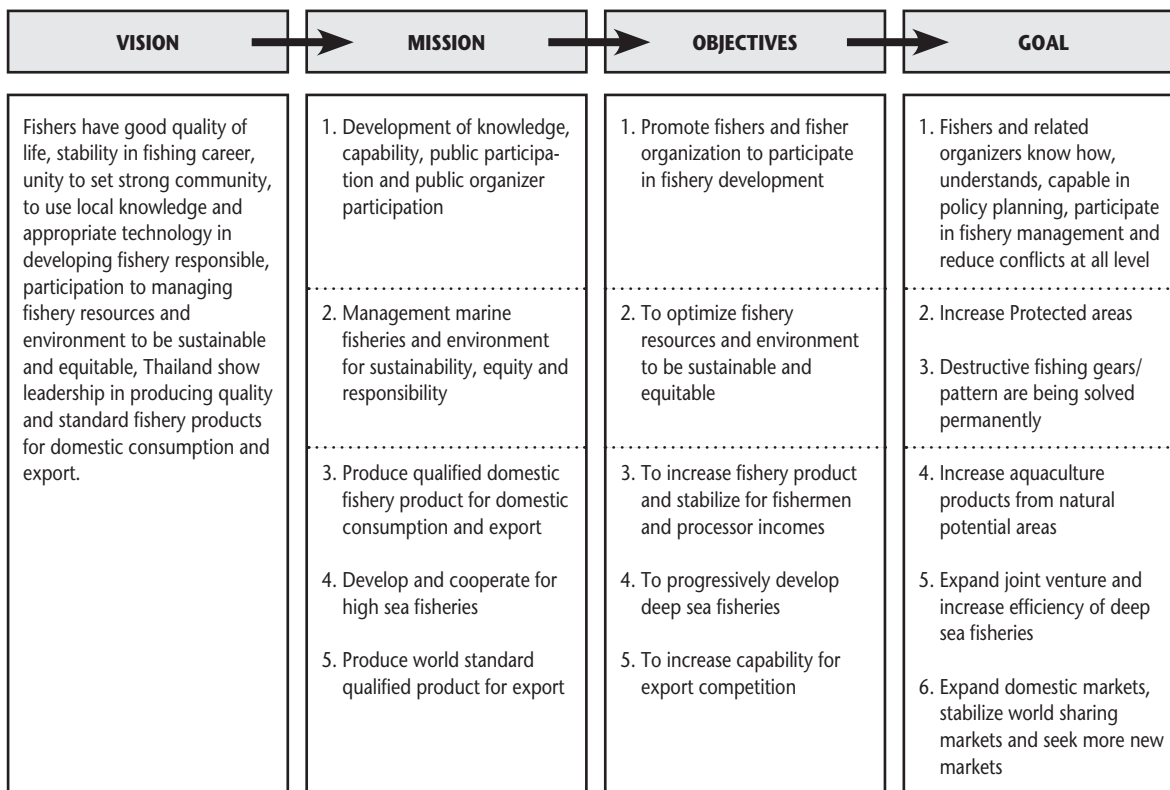 VISION
MISSION
OBJECTIVES
GOAL
Fishers have good quality of
life, stability in fishing career,
unity to set strong community,
to use local knowledge and
appropriate technology in
developing fishery responsible,
participation to managing
fishery resources and
environment to be sustainable
and equitable, Thailand show
leadership in producing quality
and standard fishery products
for domestic consumption and
export.
1. Development of knowledge,
capability, public participa-
tion and public organizer
participation
2. Management marine
fisheries and environment
for sustainability, equity and
responsibility
3. Produce qualified domestic
fishery product for domestic
consumption and export
4. Develop and cooperate for
high sea fisheries
5. Produce world standard
qualified product for export
1. Promote fishers and fisher
organization to participate
in fishery development
2. To optimize fishery
resources and environment
to be sustainable and
equitable
3. To increase fishery product
and stabilize for fishermen
and processor incomes
4. To progressively develop
deep sea fisheries
5. To increase capability for
export competition
1. Fishers and related
organizers know how,
understands, capable in
policy planning, participate
in fishery management and
reduce conflicts at all level
2. Increase Protected areas
3. Destructive fishing gears/
pattern are being solved
permanently
4. Increase aquaculture
products from natural
potential areas
5. Expand joint venture and
increase efficiency of deep
sea fisheries
6. Expand domestic markets,
stabilize world sharing
markets and seek more new
markets